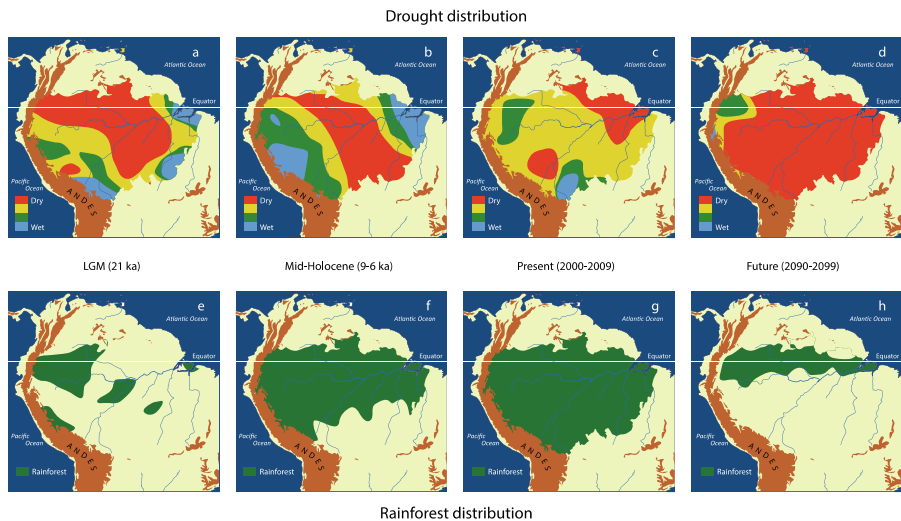 Drought distribution
a
Atlantic Ocean
Equator
Pacific
Ocean
ANDES
Dry
Wet
b
Atlantic Ocean
Equator
Pacific
Ocean
ANDES
Dry
Wet
c
Atlantic Ocean
Equator
Pacific
Ocean
ANDES
Dry
Wet
d
Atlantic Ocean
Equator
Pacific
Ocean
ANDES
Dry
Wet
LGM (21 ka)
Mid-Holocene (9-6 ka)
Present (2000-2009)
Future (2090-2099)
e
Atlantic Ocean
Equator
Pacific
Ocean
ANDES
Rainforest
f
Atlantic Ocean
Equator
Pacific
Ocean
ANDES
Rainforest
g
Atlantic Ocean
Equator
Pacific
Ocean
ANDES
Rainforest
h
Atlantic Ocean
Equator
Pacific
Ocean
ANDES
Rainforest
Rainforest distribution